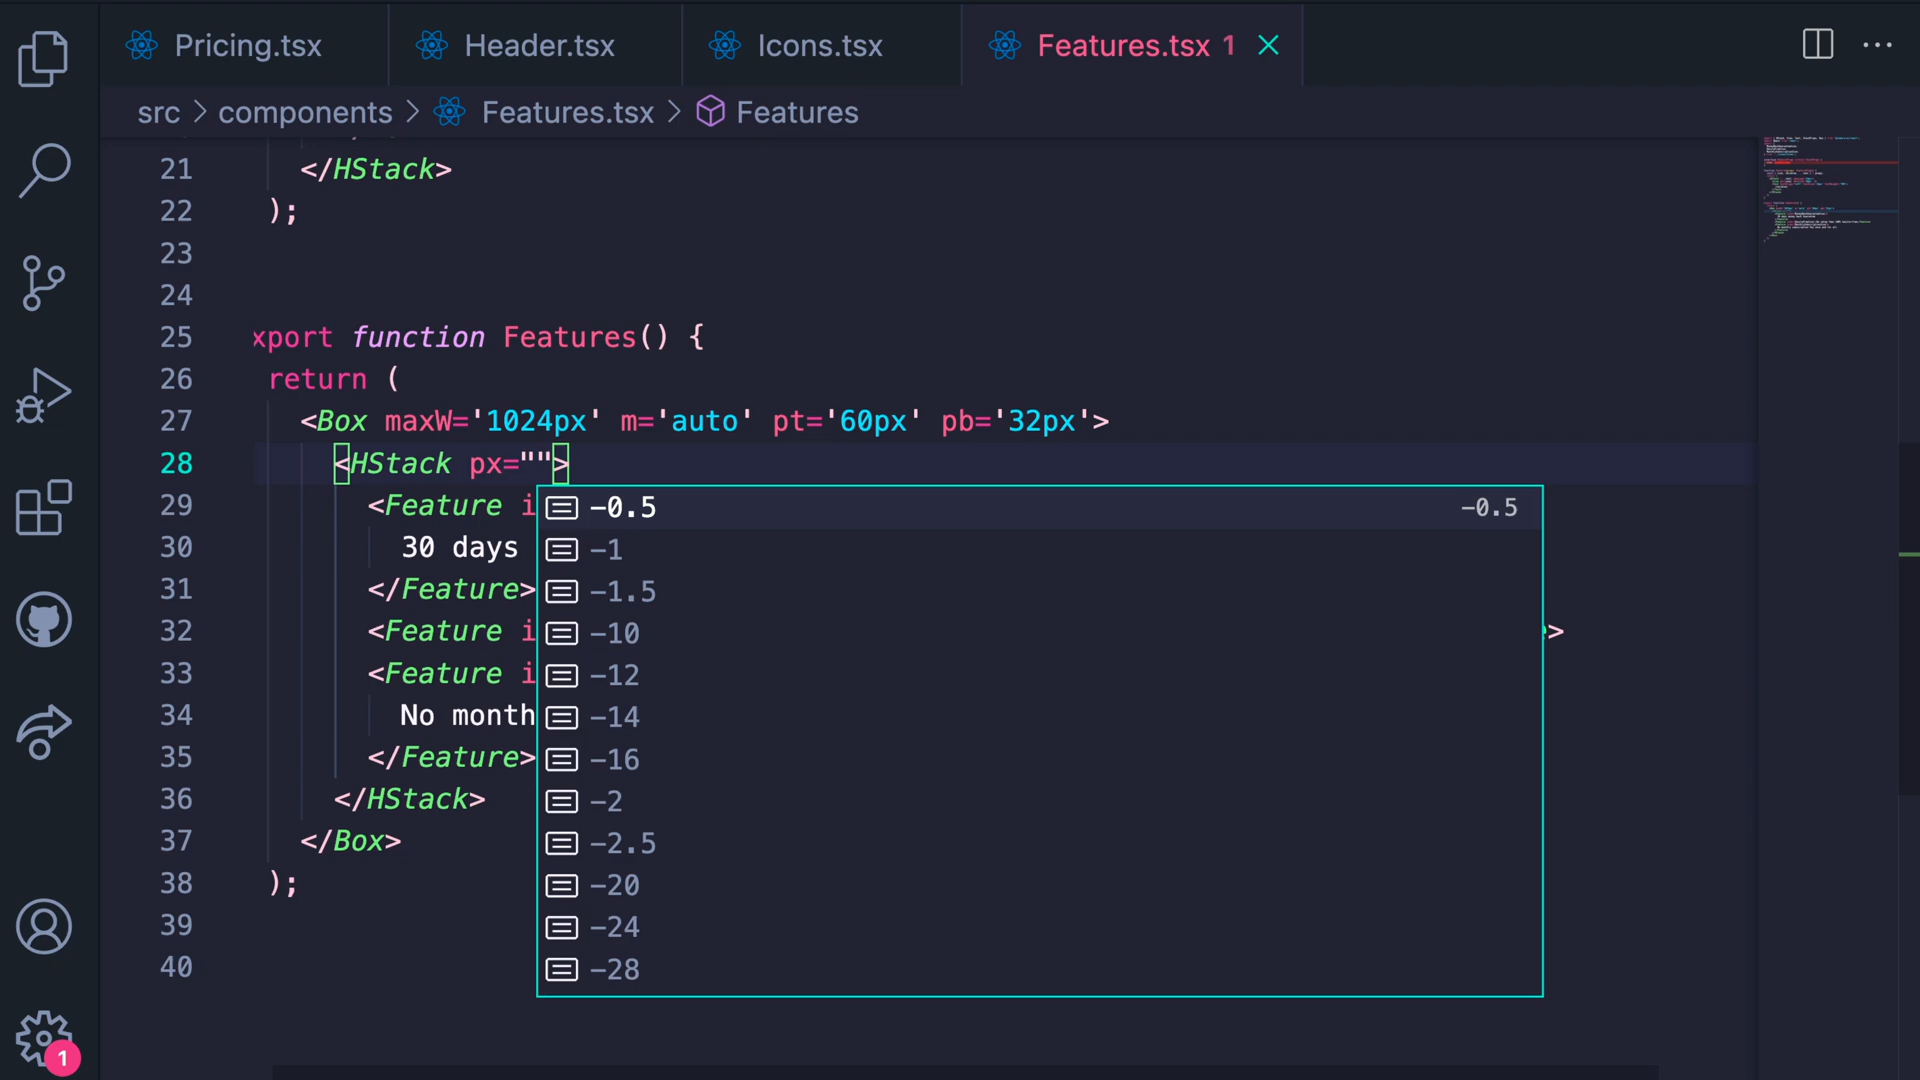 Pricing.tsx Header.tsx Icons.tsx Features.tsx 1
src > components > Features.tsx > Features
21 </HStack>
22 );
23
24
25 xport function Features() {
26 return (
27 <Box maxW='1024px' m='auto' pt='60px' pb='32px'>
28 <HStack px="">
29 <Feature i
-0.5 -0.5
30 30 days
-1
31 </Feature>
-1.5
32 <Feature i >
-10
33 <Feature i
-12
34 No month
-14
35 </Feature>
-16
36 </HStack>
-2
37 </Box>
-2.5
38 );
-20
39
-24
40
-28
1